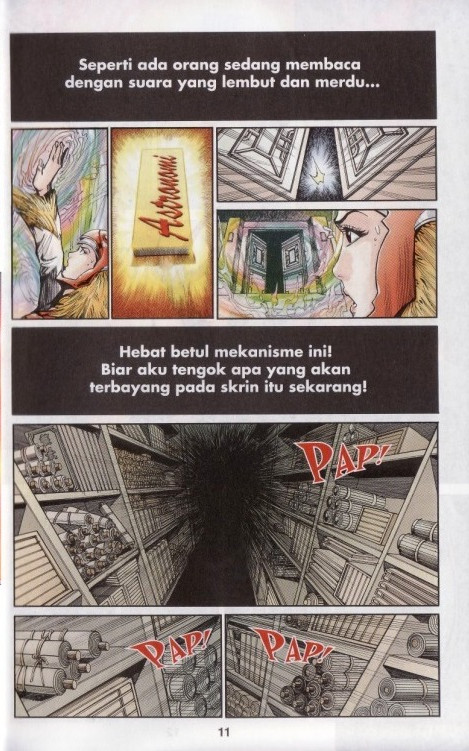 Seperti ada orang sedang membaca
dengan suara yang lembut dan merdu...
Astronomi
Hebat betul mekanisme ini!
Biar aku tengok apa yang akan
terbayang pada skrin itu sekarang!
PAP!
PAP!
PAP!
11